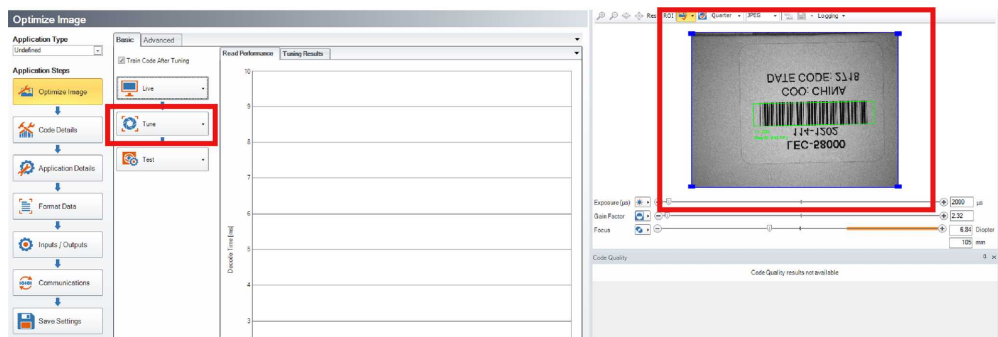 Optimize Image
Application Type
Undefined
Application Steps
Optimize Image
Code Details
Application Details
Format Data
Inputs / Outputs
Communications
Save Settings
Basic
Advanced
Train Code After Tuning
Live
Tune
Test
Read Performance
Tuning Results
10
9
8
7
6
4
3
Decode Time [ms]
ROI
Quarter
JPEG
Logging
LEC-58000
114-1202
COO: CHINA
DATE CODE: 2718
Exposure (µs)
2000 µs
Gain Factor
2.32
Focus
6.84 Diopter
105 mm
Code Quality
Code Quality results not available